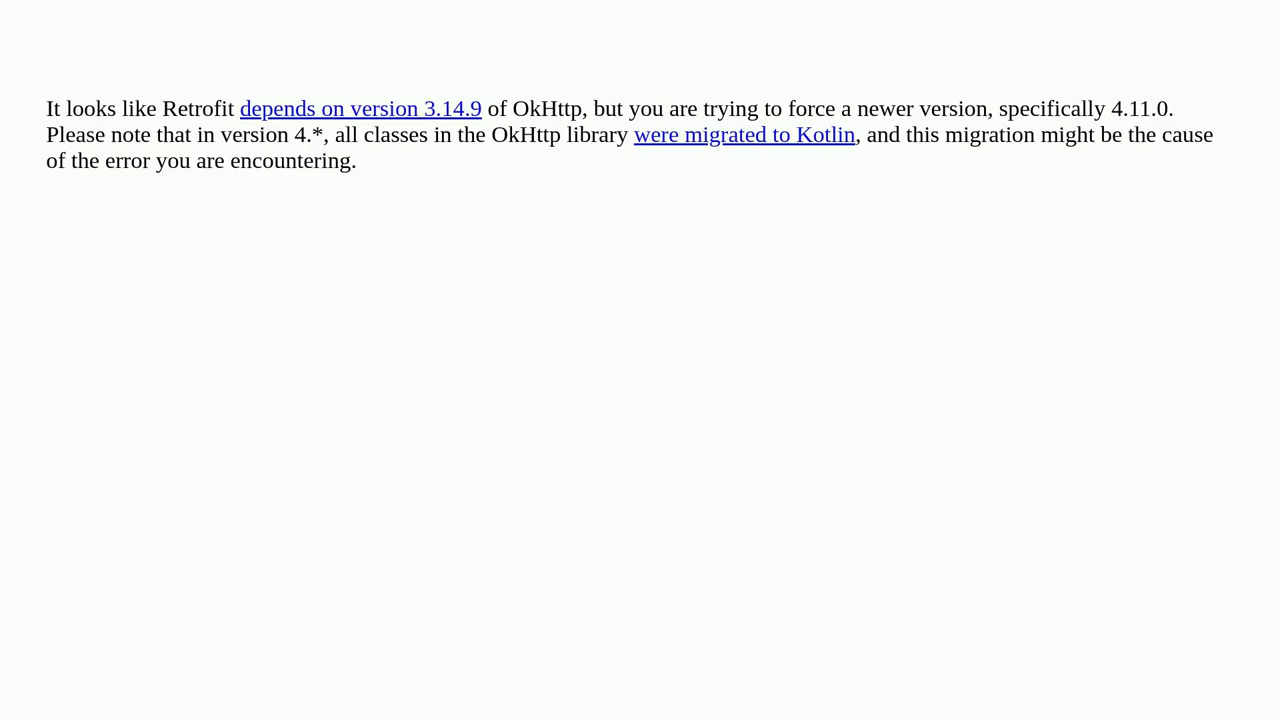 It looks like Retrofit depends on version 3.14.9 of OkHttp, but you are trying to force a newer version, specifically 4.11.0.
Please note that in version 4.*, all classes in the OkHttp library were migrated to Kotlin, and this migration might be the cause
of the error you are encountering.